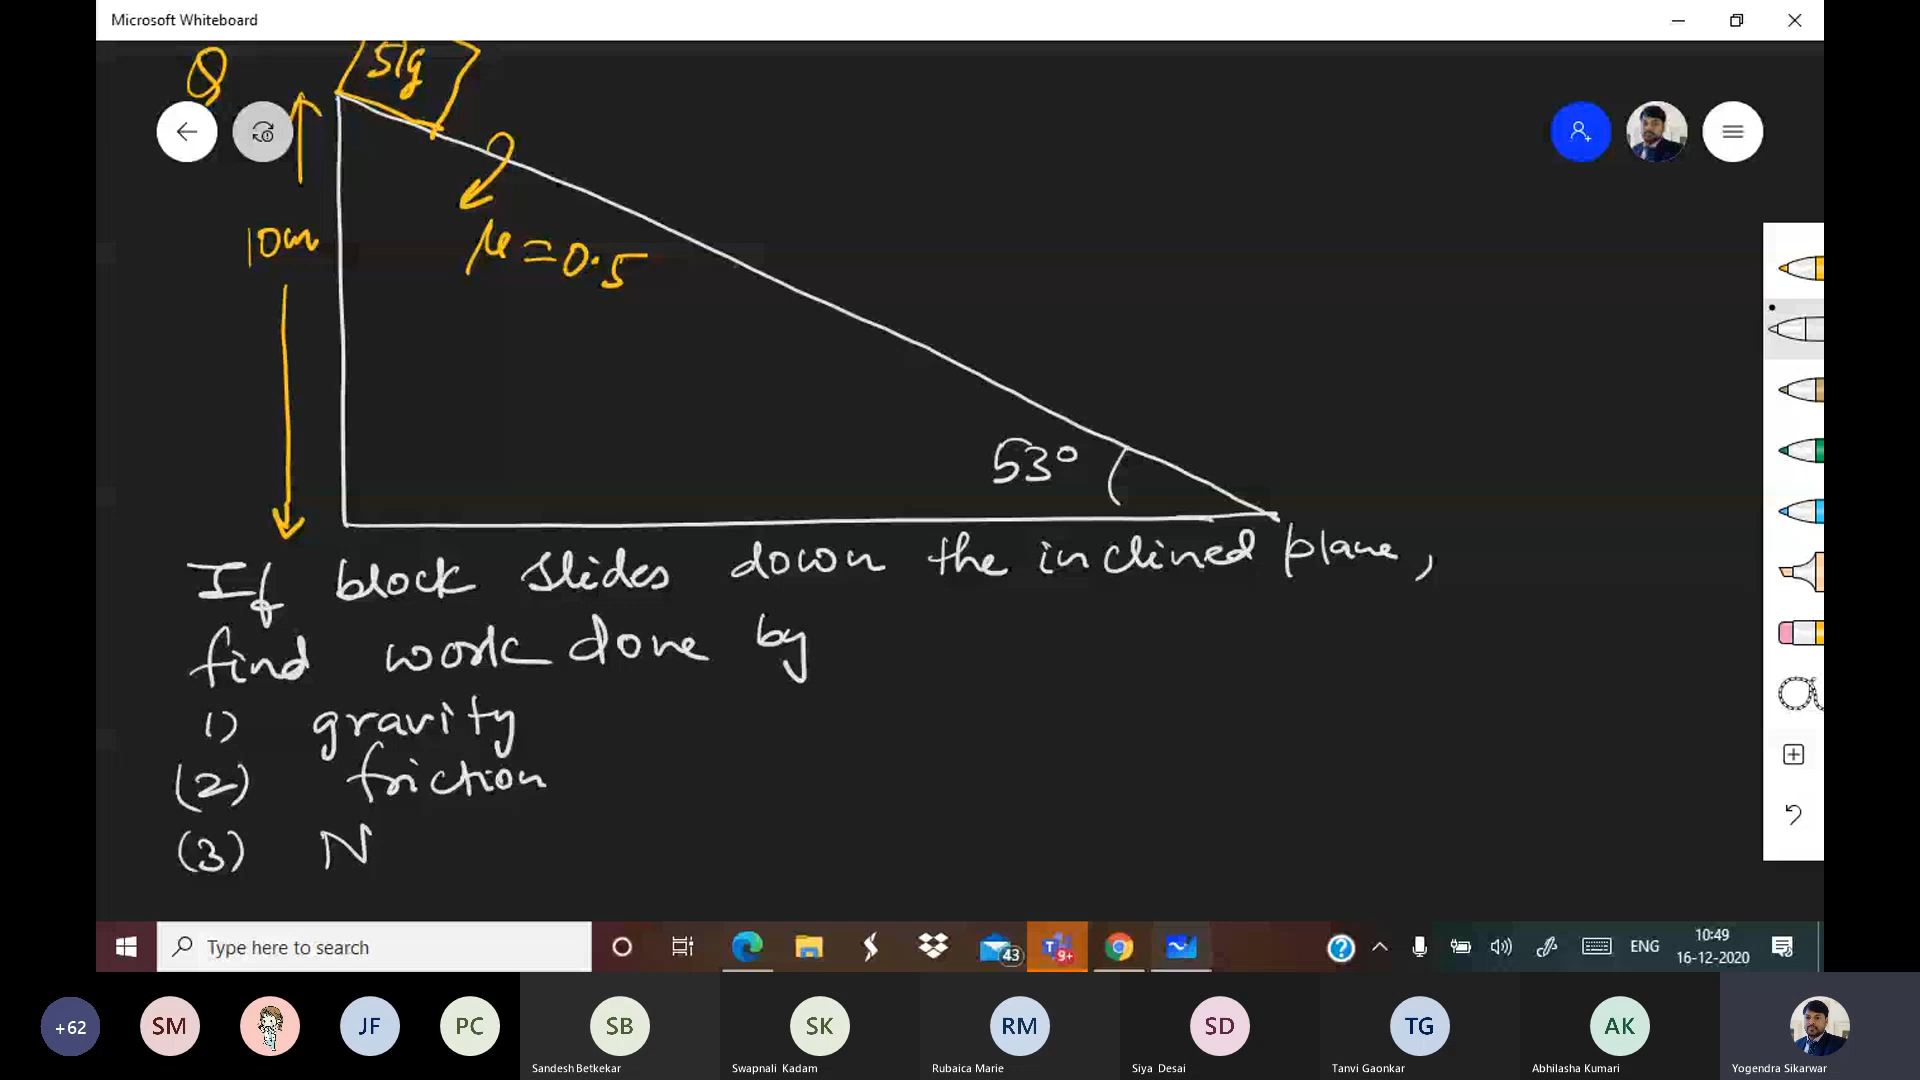 Microsoft Whiteboard
Q
5kg
10m
μ = 0.5
53°
If block slides down the inclined plane,
find work done by
1) gravity
(2) friction
(3) N
Type here to search
43
9+
ENG
10:49
16-12-2020
+62
SM
JF
PC
SB
SK
RM
SD
TG
AK
Sandesh Betkekar
Swapnali Kadam
Rubaica Marie
Siya Desai
Tanvi Gaonkar
Abhilasha Kumari
Yogendra Sikarwar